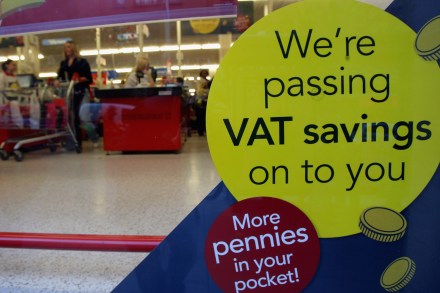 We're
passing
VAT savings
on to you
More
pennies
in your
pocket!